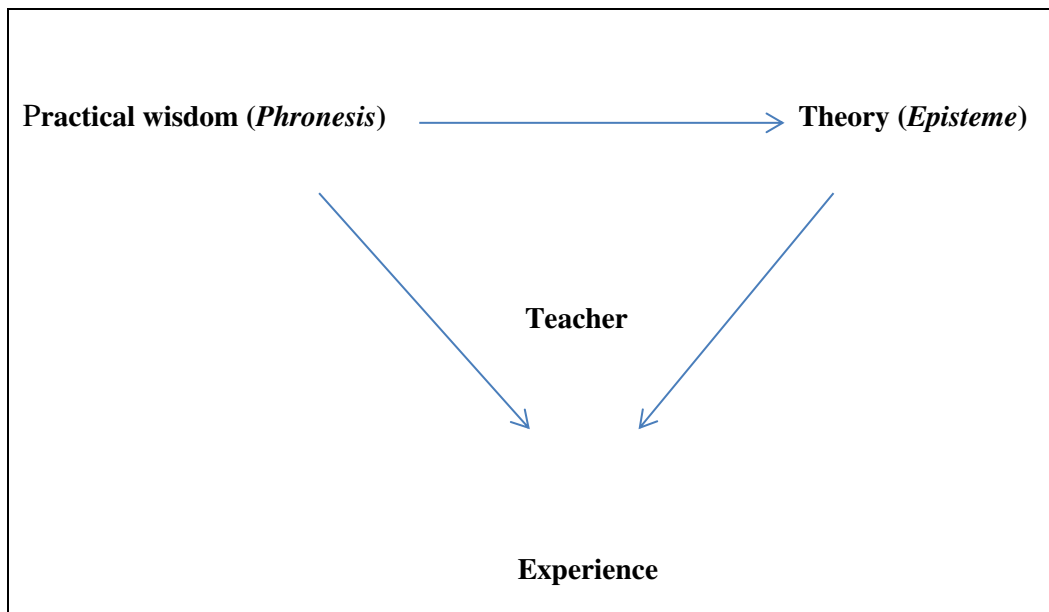 Practical wisdom (Phronesis) Theory (Episteme)
Teacher
Experience